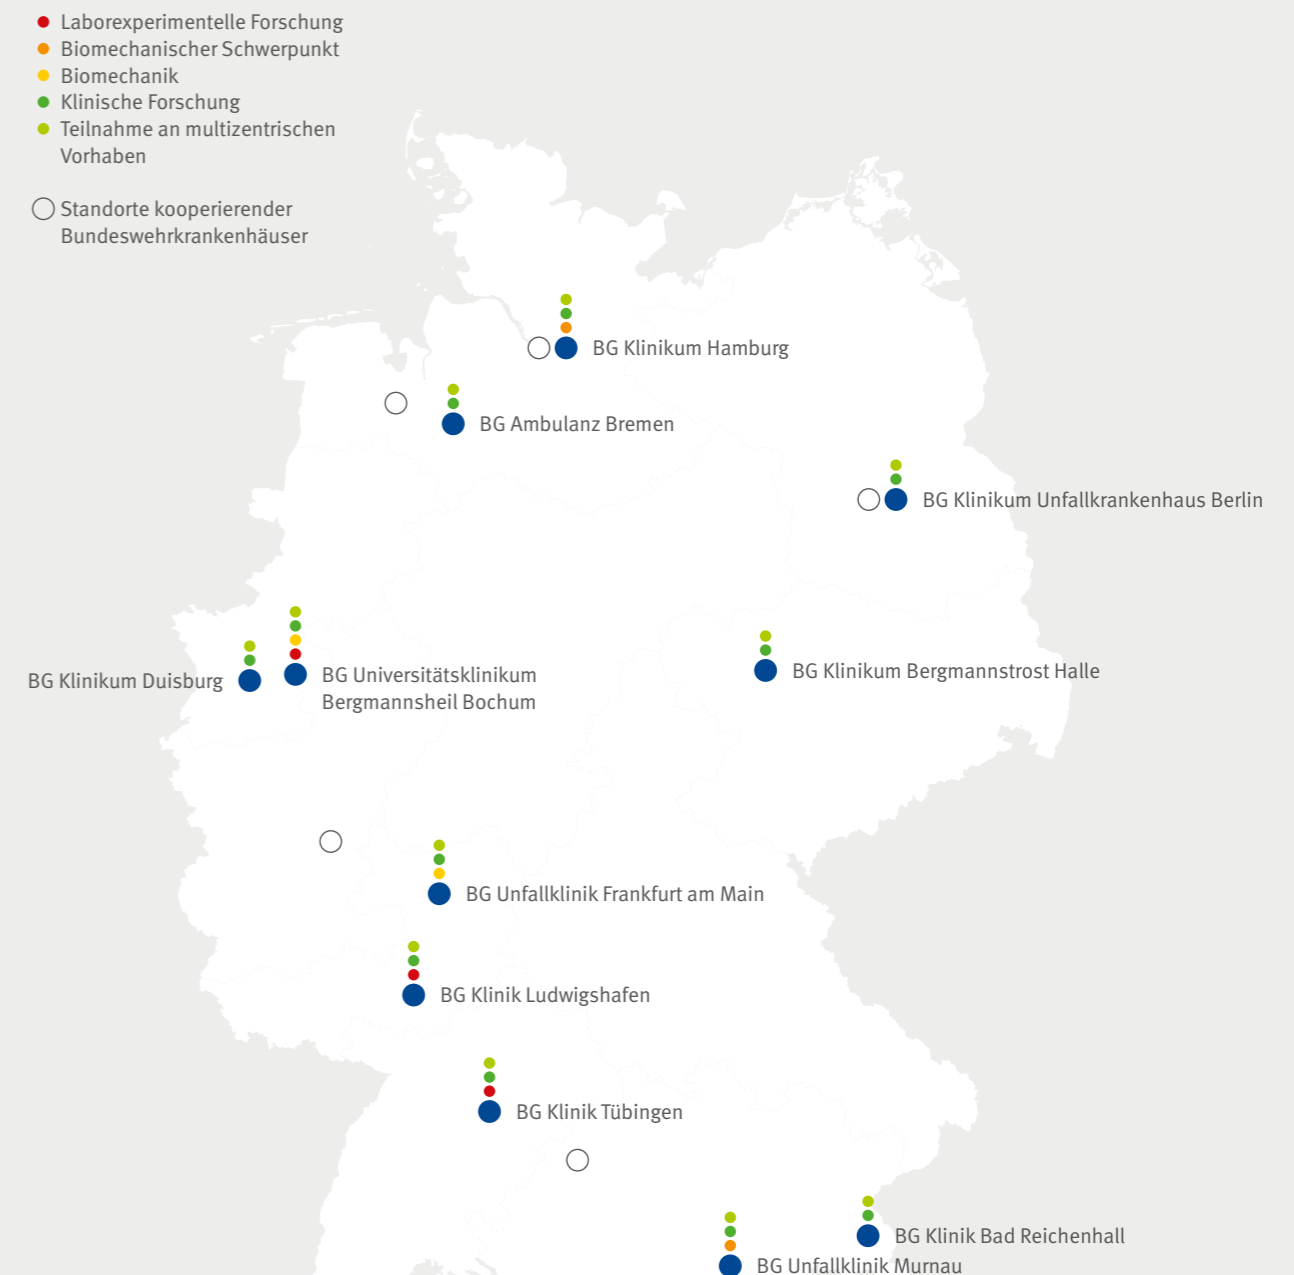 Laborexperimentelle Forschung
Biomechanischer Schwerpunkt
Biomechanik
Klinische Forschung
Teilnahme an multizentrischen
Vorhaben
Standorte kooperierender
Bundeswehrkrankenhäuser
BG Klinikum Hamburg
BG Ambulanz Bremen
BG Klinikum Unfallkrankenhaus Berlin
BG Klinikum Duisburg
BG Universitätsklinikum
Bergmannsheil Bochum
BG Klinikum Bergmannstrost Halle
BG Unfallklinik Frankfurt am Main
BG Klinik Ludwigshafen
BG Klinik Tübingen
BG Klinik Bad Reichenhall
BG Unfallklinik Murnau